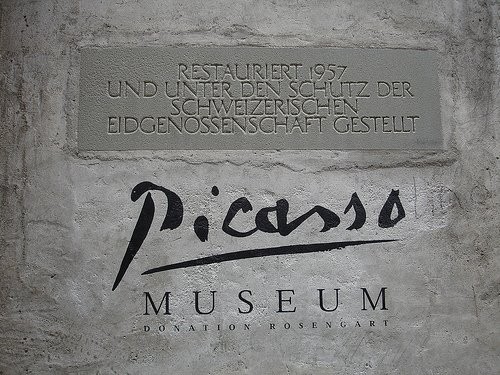 RESTAURIERT 1957
UND UNTER DEN SCHUTZ DER
SCHWEIZERISCHEN
EIDGENOSSENSCHAFT GESTELLT
Picasso
MUSEUM
DONATION ROSENGART